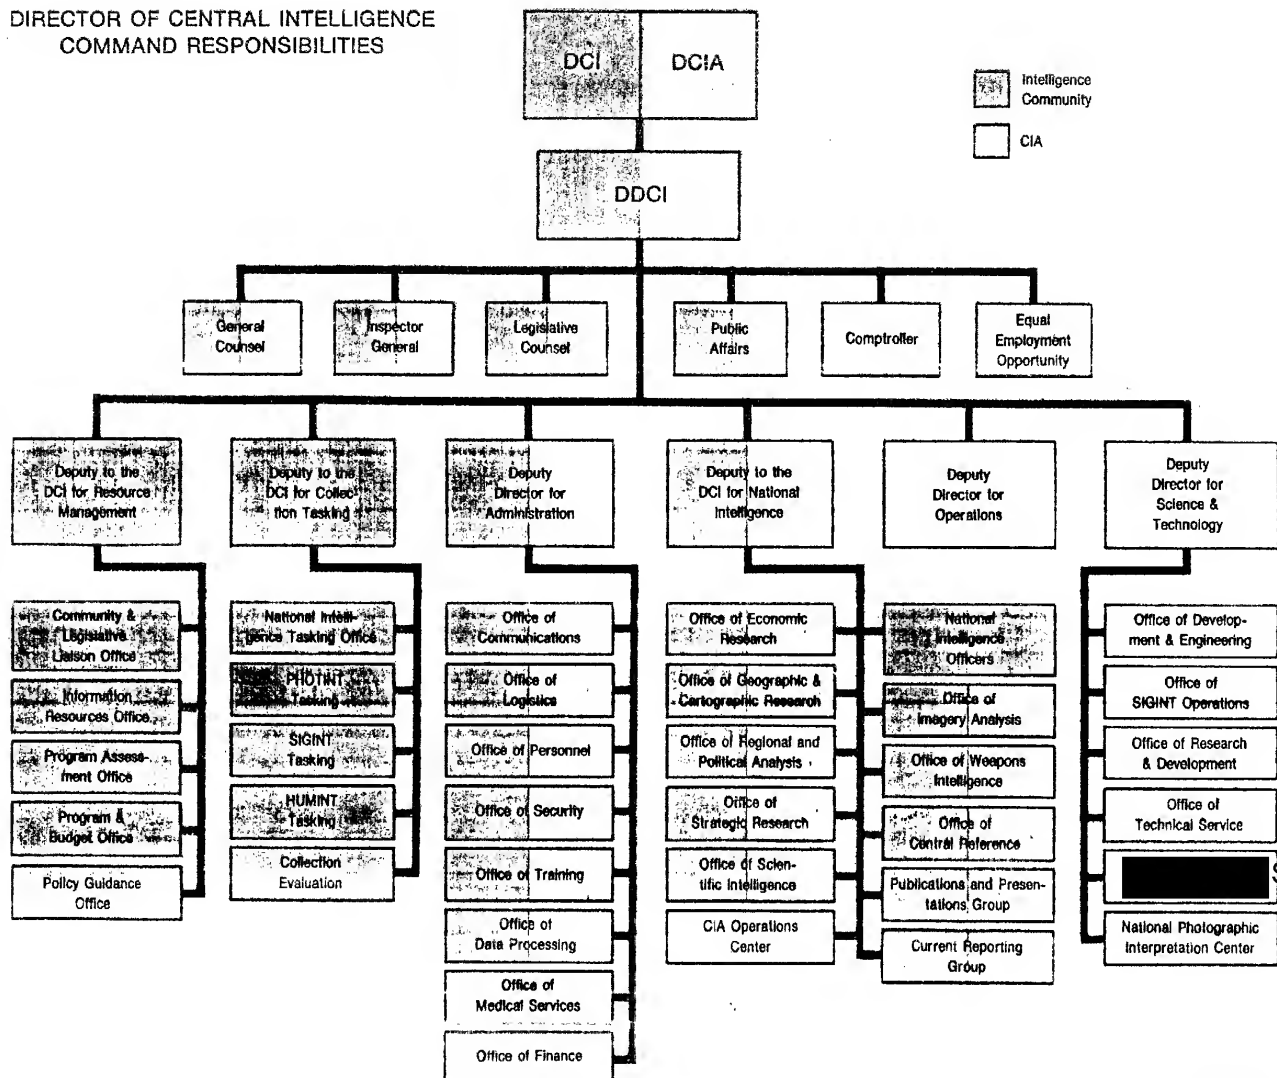 DIRECTOR OF CENTRAL INTELLIGENCE
COMMAND RESPONSIBILITIES
DCI
DCIA
Intelligence
Community
CIA
DDCI
General
Counsel
Inspector
General
Legislative
Counsel
Public
Affairs
Comptroller
Equal
Employment
Opportunity
Deputy to the
DCI for Resource
Management
Deputy to the
DCI for Collec-
tion Tasking
Deputy
Director for
Administration
Deputy to the
DCI for National
Intelligence
Deputy
Director for
Operations
Deputy
Director for
Science &
Technology
Community &
Legislative
Liaison Office
Information
Resources Office
Program Assess-
ment Office
Program &
Budget Office
Policy Guidance
Office
National Intelli-
gence Tasking Office
PHOTINT
Tasking
SIGINT
Tasking
HUMINT
Tasking
Collection
Evaluation
Office of
Communications
Office of
Logistics
Office of Personnel
Office of Security
Office of Training
Office of
Data Processing
Office of
Medical Services
Office of Finance
Office of Economic
Research
Office of Geographic &
Cartographic Research
Office of Regional and
Political Analysis
Office of
Strategic Research
Office of Scien-
tific Intelligence
CIA Operations
Center
National
Intelligence
Officers
Office of
Imagery Analysis
Office of Weapons
Intelligence
Office of
Central Reference
Publications and Presen-
tations Group
Current Reporting
Group
Office of Develop-
ment & Engineering
Office of
SIGINT Operations
Office of Research
& Development
Office of
Technical Service
National Photographic
Interpretation Center